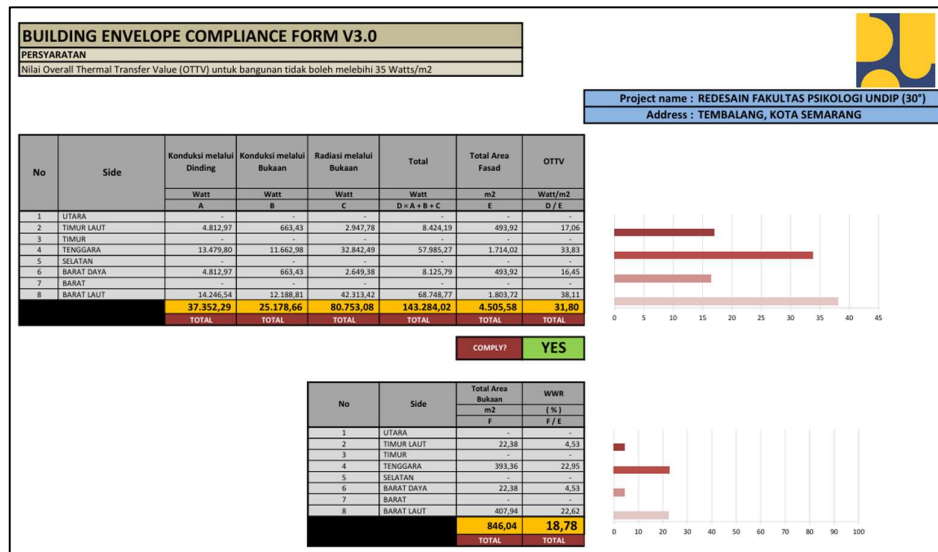 BUILDING ENVELOPE COMPLIANCE FORM V3.0
PERSYARATAN
Nilai Overall Thermal Transfer Value (OTTV) untuk bangunan tidak boleh melebihi 35 Watts/m2
Project name : REDESAIN FAKULTAS PSIKOLOGI UNDIP (30°)
Address : TEMBALANG, KOTA SEMARANG
No Side Konduksi melalui Dinding Konduksi melalui Bukaan Radiasi melalui Bukaan Total Total Area Fasad OTTV
Watt Watt Watt Watt m2 Watt/m2
A B C D = A + B + C E D / E
1 UTARA - - - - - -
2 TIMUR LAUT 4.812,97 663,43 2.947,78 8.424,19 493,92 17,06
3 TIMUR - - - - - -
4 TENGGARA 13.479,80 11.662,98 32.842,49 57.985,27 1.714,02 33,83
5 SELATAN - - - - - -
6 BARAT DAYA 4.812,97 663,43 2.649,38 8.125,79 493,92 16,45
7 BARAT - - - - - -
8 BARAT LAUT 14.246,54 12.188,81 42.313,42 68.748,77 1.803,72 38,11
37.352,29 25.178,66 80.753,08 143.284,02 4.505,58 31,80
TOTAL TOTAL TOTAL TOTAL TOTAL TOTAL
0 5 10 15 20 25 30 35 40 45
COMPLY? YES
No Side Total Area Bukaan WWR
m2 ( % )
F F / E
1 UTARA - -
2 TIMUR LAUT 22,38 4,53
3 TIMUR - -
4 TENGGARA 393,36 22,95
5 SELATAN - -
6 BARAT DAYA 22,38 4,53
7 BARAT - -
8 BARAT LAUT 407,94 22,62
846,04 18,78
TOTAL TOTAL
0 10 20 30 40 50 60 70 80 90 100